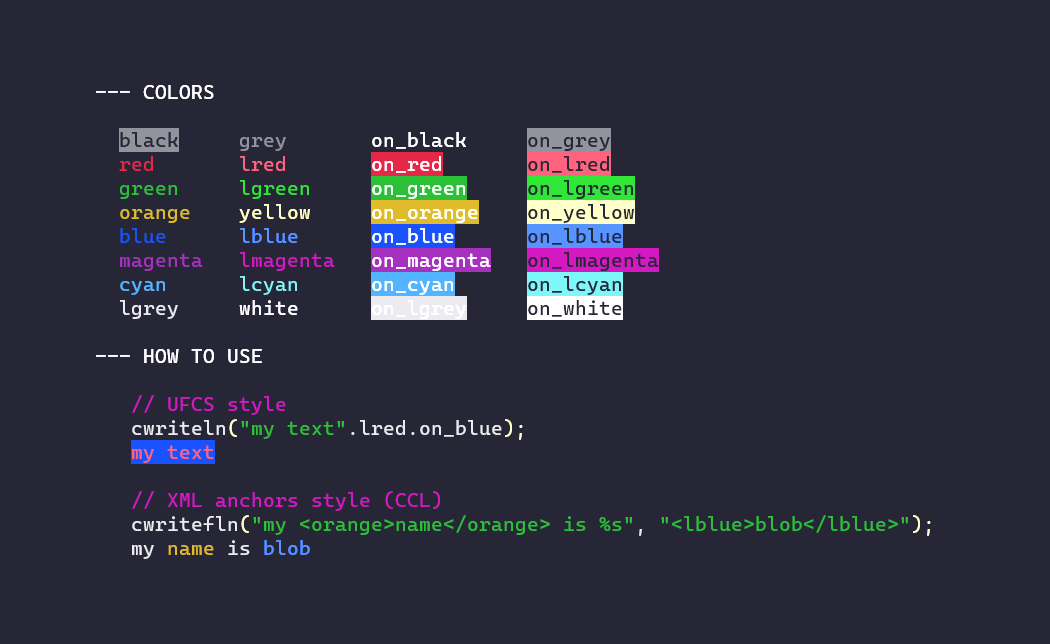 --- COLORS
black grey on_black on_grey
red lred on_red on_lred
green lgreen on_green on_lgreen
orange yellow on_orange on_yellow
blue lblue on_blue on_lblue
magenta lmagenta on_magenta on_lmagenta
cyan lcyan on_cyan on_lcyan
lgrey white on_lgrey on_white
--- HOW TO USE
// UFCS style
cwriteln("my text".lred.on_blue);
my text
// XML anchors style (CCL)
cwritefln("my <orange>name</orange> is %s", "<lblue>blob</lblue>");
my name is blob